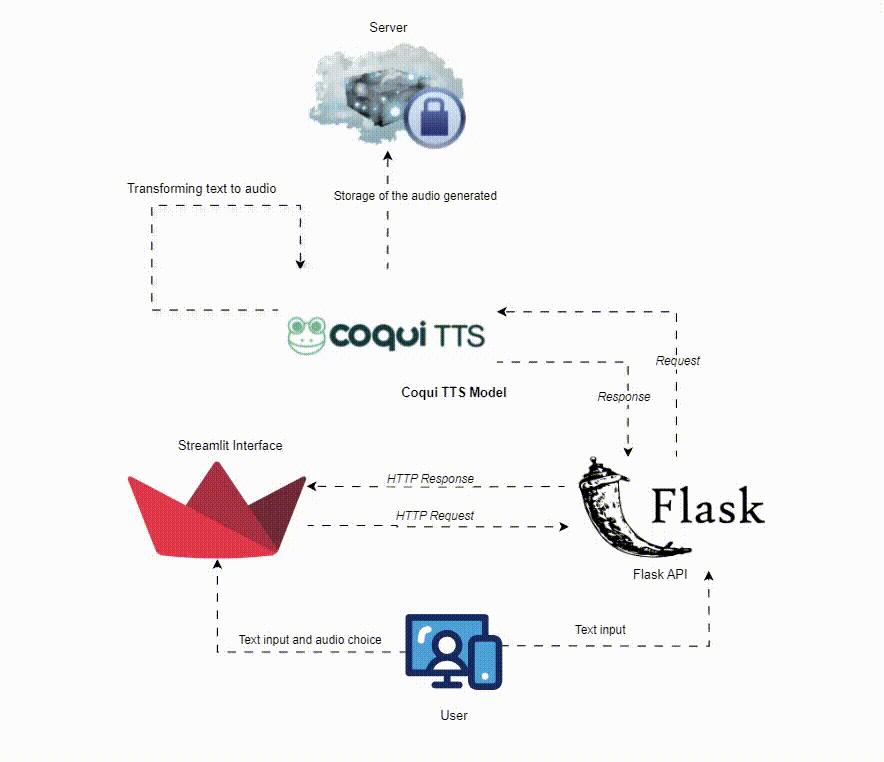 Server
Storage of the audio generated
Transforming text to audio
coqui TTS
Request
Coqui TTS Model
Response
Streamlit Interface
HTTP Response
HTTP Request
Flask
Flask API
Text input and audio choice
Text input
User